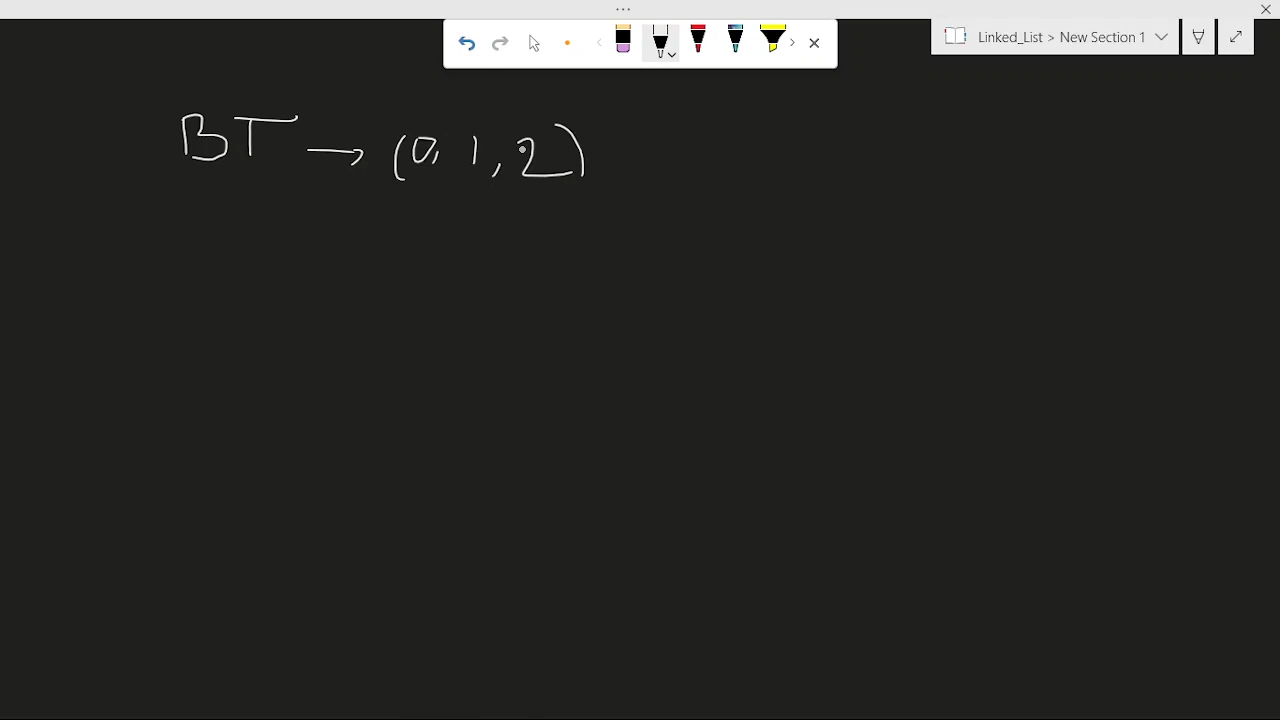 Linked_List > New Section 1
BT → (0, 1, 2)